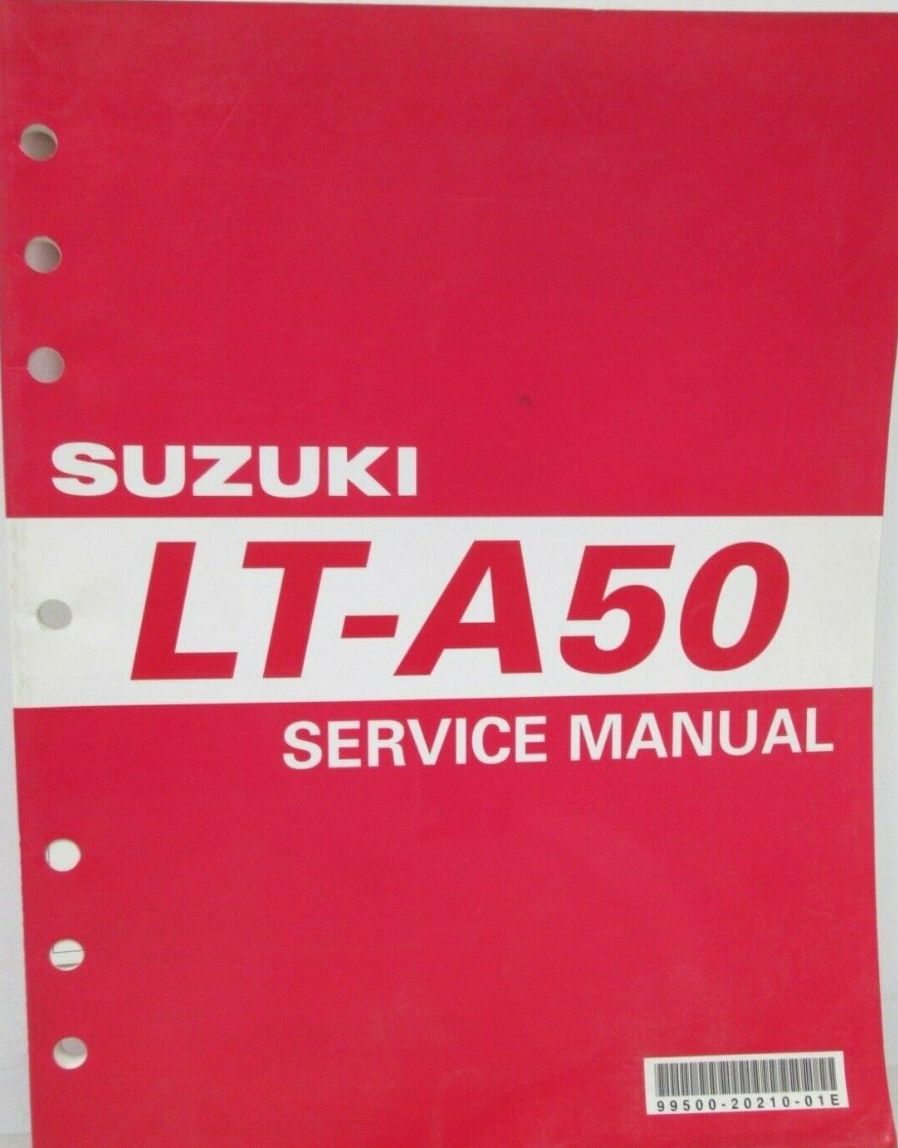 SUZUKI
LT-A50
SERVICE MANUAL
99500-20210-01E